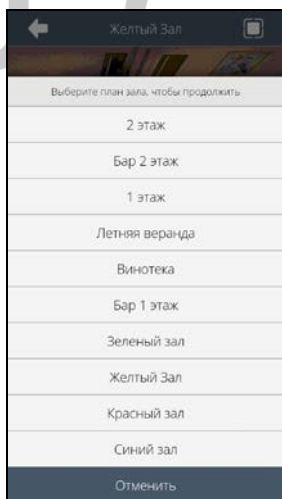 Желтый Зал
Выберите план зала, чтобы продолжить
2 этаж
Бар 2 этаж
1 этаж
Летняя веранда
Винотека
Бар 1 этаж
Зеленый зал
Желтый Зал
Красный зал
Синий зал
Отменить